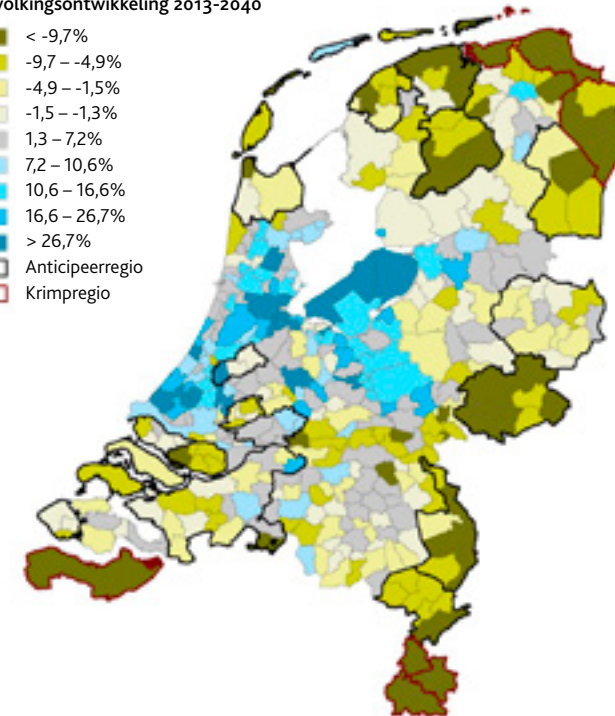 volkingsontwikkeling 2013-2040
< -9,7%
-9,7 – -4,9%
-4,9 – -1,5%
-1,5 – -1,3%
1,3 – 7,2%
7,2 – 10,6%
10,6 – 16,6%
16,6 – 26,7%
> 26,7%
Anticipeerregio
Krimpregio